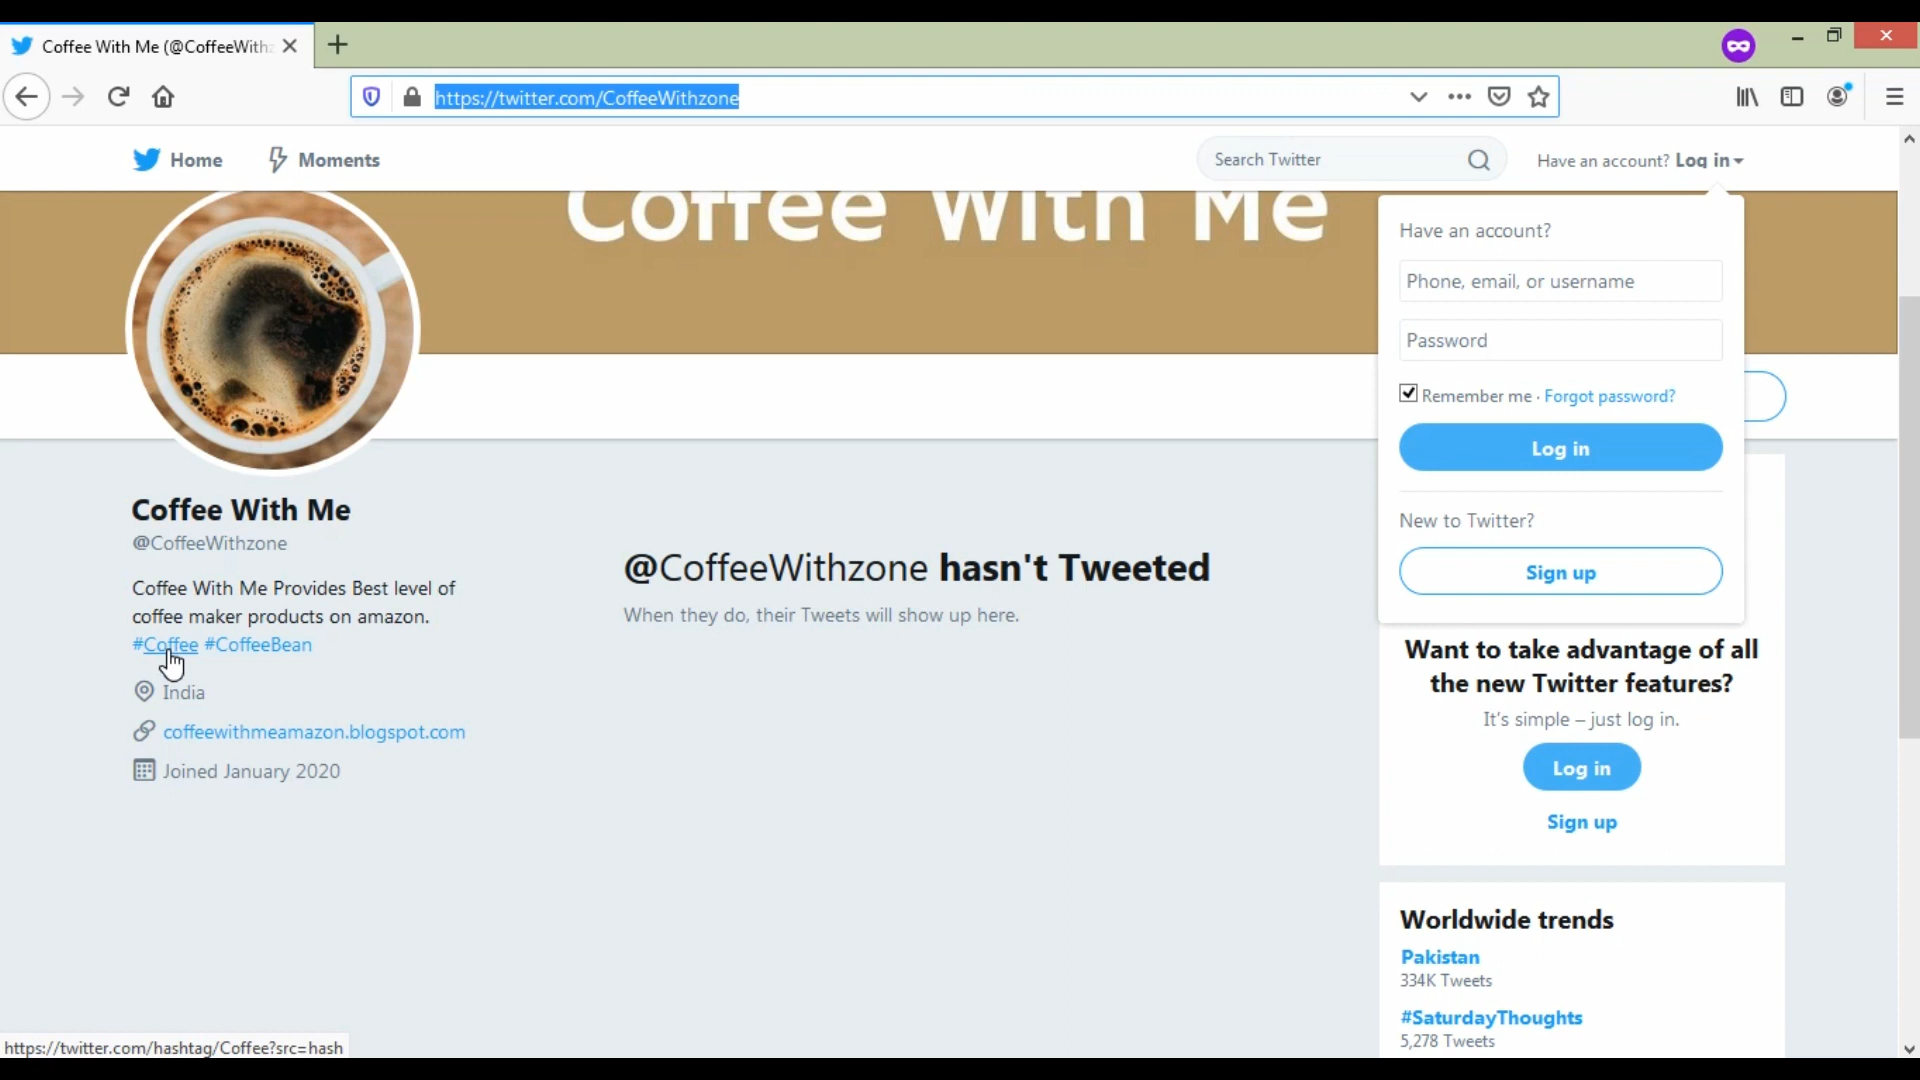 Coffee With Me (@CoffeeWith
https://twitter.com/CoffeeWithzone
Home
Moments
Search Twitter
Have an account? Log in
Coffee With Me
Have an account?
Phone, email, or username
Password
Remember me · Forgot password?
Log in
New to Twitter?
Sign up
Coffee With Me
@CoffeeWithzone
Coffee With Me Provides Best level of
coffee maker products on amazon.
#Coffee #CoffeeBean
India
coffeewithmeamazon.blogspot.com
Joined January 2020
@CoffeeWithzone hasn't Tweeted
When they do, their Tweets will show up here.
Want to take advantage of all
the new Twitter features?
It's simple – just log in.
Log in
Sign up
Worldwide trends
Pakistan
334K Tweets
#SaturdayThoughts
5,278 Tweets
https://twitter.com/hashtag/Coffee?src=hash